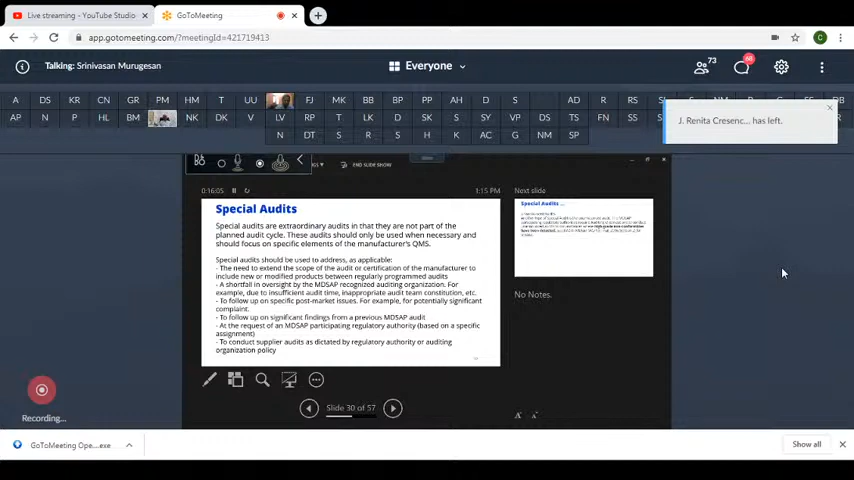 Live streaming - YouTube Studio
GoToMeeting
app.gotomeeting.com/?meetingId=421719413
C
Talking: Srinivasan Murugesan
Everyone
73
68
A DS KR CN GR PM HM T UU FJ MK BB BP PP AH D S AD R RS
AP N P HL BM NK DK V LV RP T LK D SK SY VP DS TS FN SS
N DT S R S H K AC G NM SP
J. Renita Cresenc... has left.
END SLIDE SHOW
0:16:05
1:15 PM
Next slide
Special Audits
Special audits are extraordinary audits in that they are not part of the
planned audit cycle. These audits should only be used when necessary and
should focus on specific elements of the manufacturer's QMS.
Special audits should be used to address, as applicable:
- The need to extend the scope of the audit or certification of the manufacturer to
include new or modified products between regularly programmed audits
- A shortfall in oversight by the MDSAP recognized auditing organization. For
example, due to insufficient audit time, inappropriate audit team constitution, etc.
- To follow up on specific post-market issues. For example, for potentially significant
complaint.
- To follow up on significant findings from a previous MDSAP audit
- At the request of an MDSAP participating regulatory authority (based on a specific
assignment)
- To conduct supplier audits as dictated by regulatory authority or auditing
organization policy
Special Audits ...
No Notes.
Slide 30 of 57
A A
Recording...
GoToMeeting Ope....exe
Show all